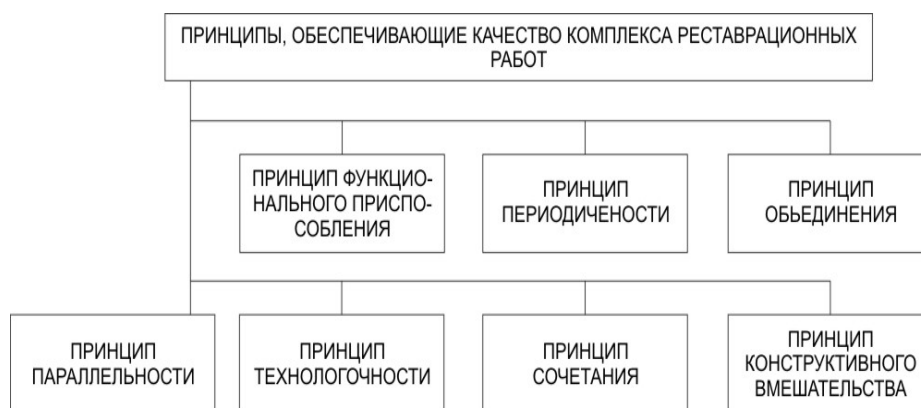 ПРИНЦИПЫ, ОБЕСПЕЧИВАЮЩИЕ КАЧЕСТВО КОМПЛЕКСА РЕСТАВРАЦИОННЫХ
РАБОТ
ПРИНЦИП ФУНКЦИО-
НАЛЬНОГО ПРИСПО-
СОБЛЕНИЯ
ПРИНЦИП
ПЕРИОДИЧЕНОСТИ
ПРИНЦИП
ОБЬЕДИНЕНИЯ
ПРИНЦИП
ПАРАЛЛЕЛЬНОСТИ
ПРИНЦИП
ТЕХНОЛОГОЧНОСТИ
ПРИНЦИП
СОЧЕТАНИЯ
ПРИНЦИП
КОНСТРУКТИВНОГО
ВМЕШАТЕЛЬСТВА